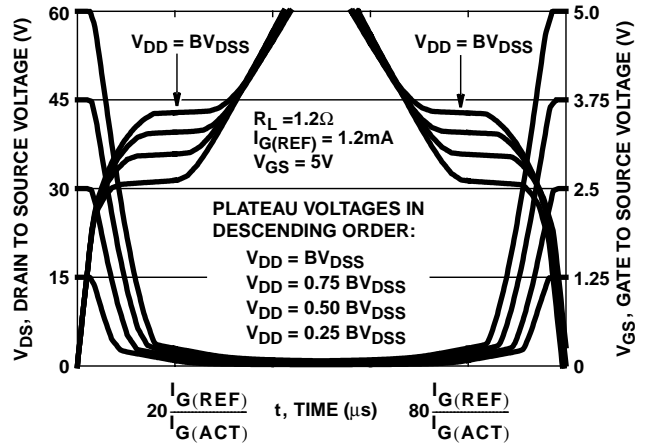 60
45
30
15
0
V_DS, DRAIN TO SOURCE VOLTAGE (V)
V_DD = BV_DSS
V_DD = BV_DSS
R_L =1.2Ω
I_G(REF) = 1.2mA
V_GS = 5V
PLATEAU VOLTAGES IN
DESCENDING ORDER:
V_DD = BV_DSS
V_DD = 0.75 BV_DSS
V_DD = 0.50 BV_DSS
V_DD = 0.25 BV_DSS
5.0
3.75
2.5
1.25
0
V_GS, GATE TO SOURCE VOLTAGE (V)
20 I_G(REF) / I_G(ACT)
t, TIME (μs)
80 I_G(REF) / I_G(ACT)